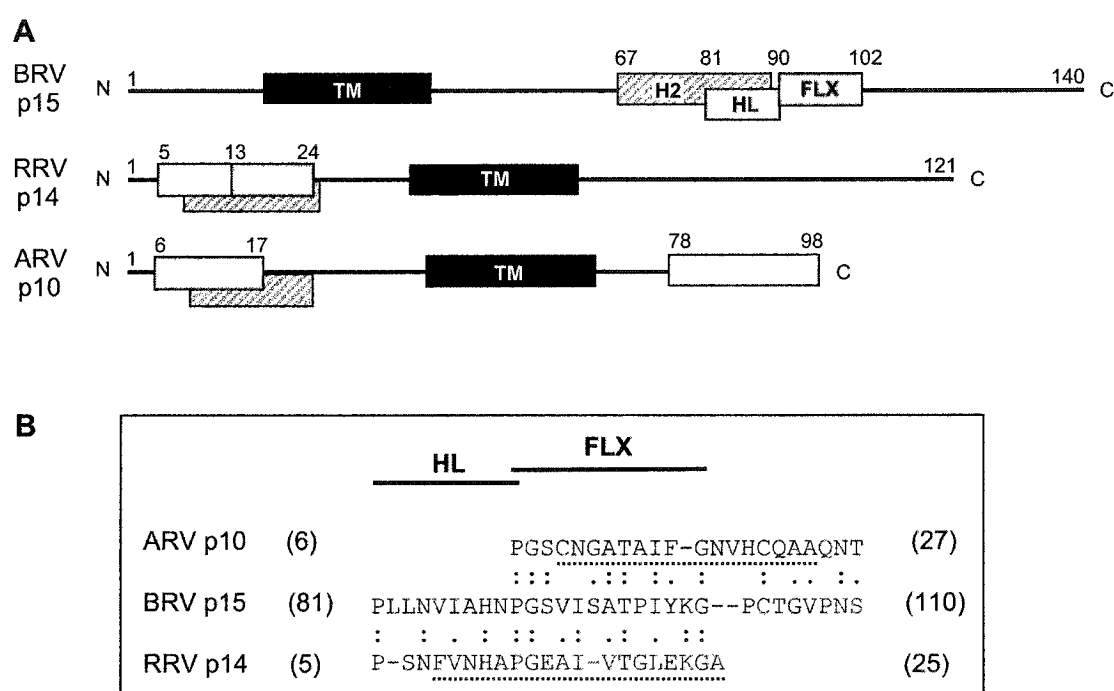 A
67 81 90 102
BRV p15 N 1 TM H2 HL FLX 140 C
5 13 24
RRV p14 N 1 TM 121 C
6 17 78 98
ARV p10 N 1 TM C
B
HL FLX
ARV p10 (6) PGSCNGATAIF-GNVHCQAAQNT (27)
::: .:: :. : : . . :.
BRV p15 (81) PLLNVIAHNPGSVISATPIYKG--PCTGVPNS (110)
: : . : :: .: . : ::
RRV p14 (5) P-SNFVNHAPGEAI-VTGLEKGA (25)